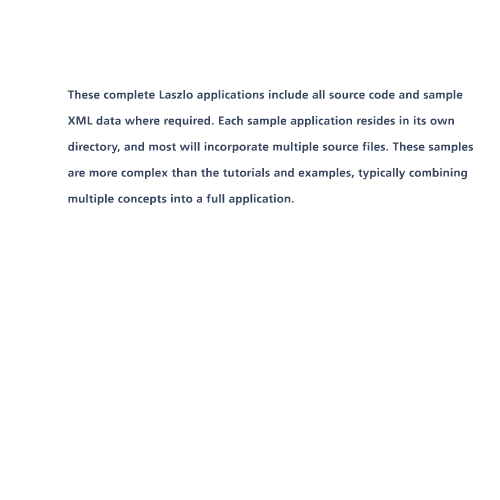 These complete Laszlo applications include all source code and sample
XML data where required. Each sample application resides in its own
directory, and most will incorporate multiple source files. These samples
are more complex than the tutorials and examples, typically combining
multiple concepts into a full application.